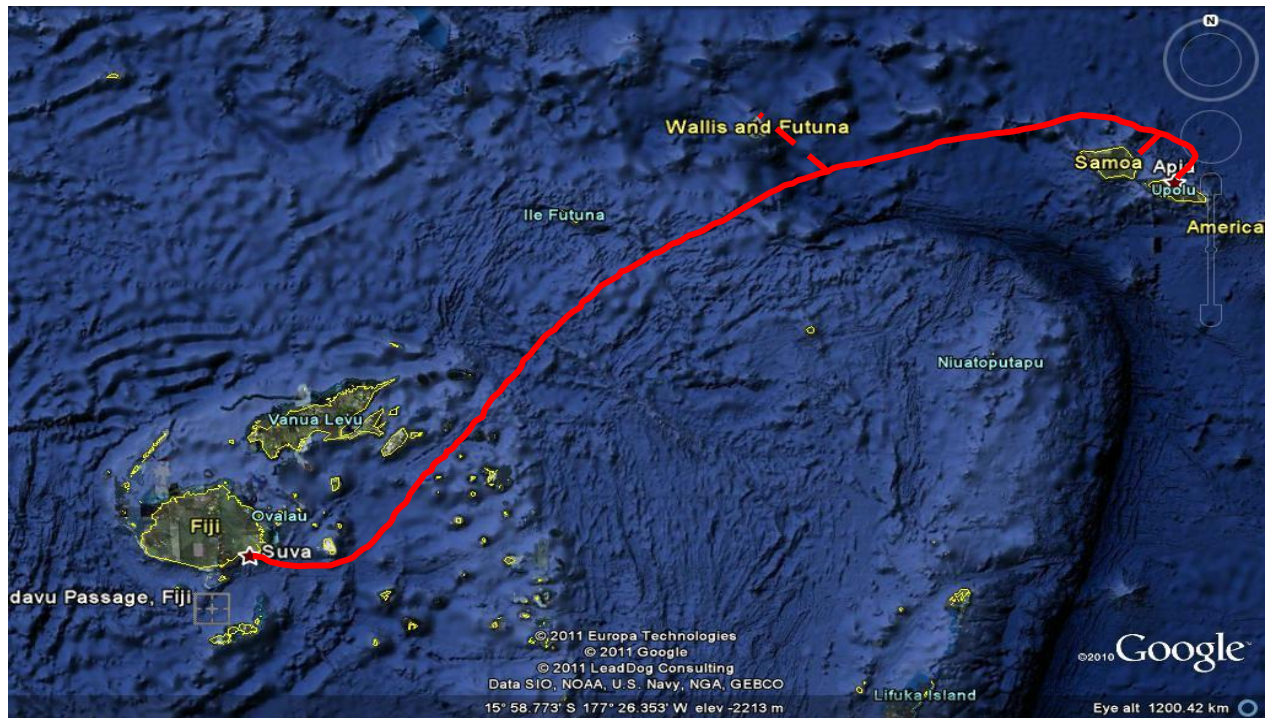 N
Wallis and Futuna
Samoa
Apia
Upolu
Ile Futuna
America
Niuatoputapu
Vanua Levu
Ovalau
Fiji
Suva
davu Passage, Fiji
© 2011 Europa Technologies
© 2011 Google
© 2011 LeadDog Consulting
Data SIO, NOAA, U.S. Navy, NGA, GEBCO
©2010 Google
Lifuka Island
15° 58.773' S 177° 26.353' W elev -2213 m
Eye alt 1200.42 km